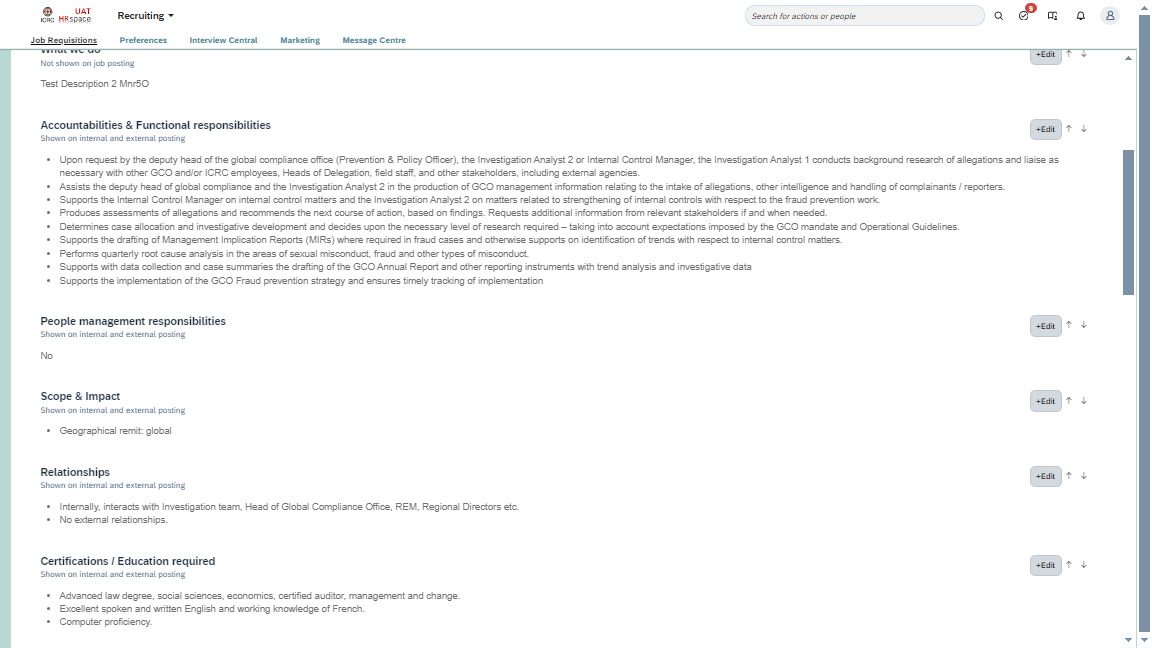 ICRC
UAT
HRspace
Recruiting
Search for actions or people
9
Job Requisitions
Preferences
Interview Central
Marketing
Message Centre
What we do
+Edit
Not shown on job posting
Test Description 2 Mnr5O
Accountabilities & Functional responsibilities
+Edit
Shown on internal and external posting
• Upon request by the deputy head of the global compliance office (Prevention & Policy Officer), the Investigation Analyst 2 or Internal Control Manager, the Investigation Analyst 1 conducts background research of allegations and liaise as
necessary with other GCO and/or ICRC employees, Heads of Delegation, field staff, and other stakeholders, including external agencies.
• Assists the deputy head of global compliance and the Investigation Analyst 2 in the production of GCO management information relating to the intake of allegations, other intelligence and handling of complainants / reporters.
• Supports the Internal Control Manager on internal control matters and the Investigation Analyst 2 on matters related to strengthening of internal controls with respect to the fraud prevention work.
• Produces assessments of allegations and recommends the next course of action, based on findings. Requests additional information from relevant stakeholders if and when needed.
• Determines case allocation and investigative development and decides upon the necessary level of research required – taking into account expectations imposed by the GCO mandate and Operational Guidelines.
• Supports the drafting of Management Implication Reports (MIRs) where required in fraud cases and otherwise supports on identification of trends with respect to internal control matters.
• Performs quarterly root cause analysis in the areas of sexual misconduct, fraud and other types of misconduct.
• Supports with data collection and case summaries the drafting of the GCO Annual Report and other reporting instruments with trend analysis and investigative data
• Supports the implementation of the GCO Fraud prevention strategy and ensures timely tracking of implementation
People management responsibilities
+Edit
Shown on internal and external posting
No
Scope & Impact
+Edit
Shown on internal and external posting
• Geographical remit: global
Relationships
+Edit
Shown on internal and external posting
• Internally, interacts with Investigation team, Head of Global Compliance Office, REM, Regional Directors etc.
• No external relationships.
Certifications / Education required
+Edit
Shown on internal and external posting
• Advanced law degree, social sciences, economics, certified auditor, management and change.
• Excellent spoken and written English and working knowledge of French.
• Computer proficiency.